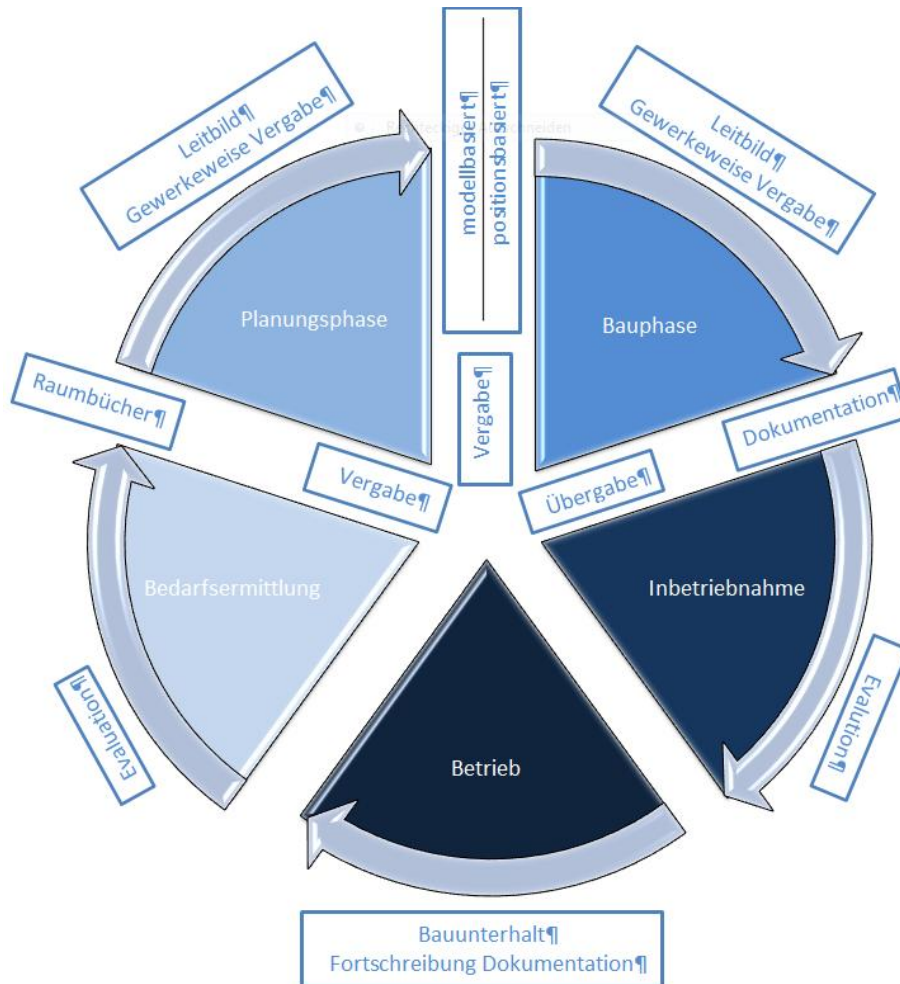 Leitbild¶
Gewerkeweise Vergabe¶
modellbasiert¶
positionsbasiert¶
Leitbild¶
Gewerkeweise Vergabe¶
Planungsphase
Bauphase
Raumbücher¶
Vergabe¶
Vergabe¶
Übergabe¶
Dokumentation¶
Bedarfsermittlung
Inbetriebnahme
Evaluation¶
Evalution¶
Betrieb
Bauunterhalt¶
Fortschreibung Dokumentation¶